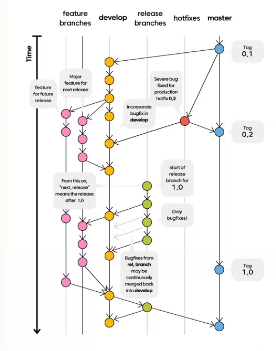 feature
branches
develop
release
branches
hotfixes
master
Time
Tag
0,1
Major
feature for
next release
feature
for future
release
Severe bug
fixed for
production
hotfix 0,2
Incorporate
bugfix in
develop
Tag
0,2
Start of
release
branch for
1,0
From this on,
"next, release"
means the release
after 1,0
Only
bugfixes!
Bugfixes from
rel, branch
may be
continuously
merged back
into develop
Tag
1,0